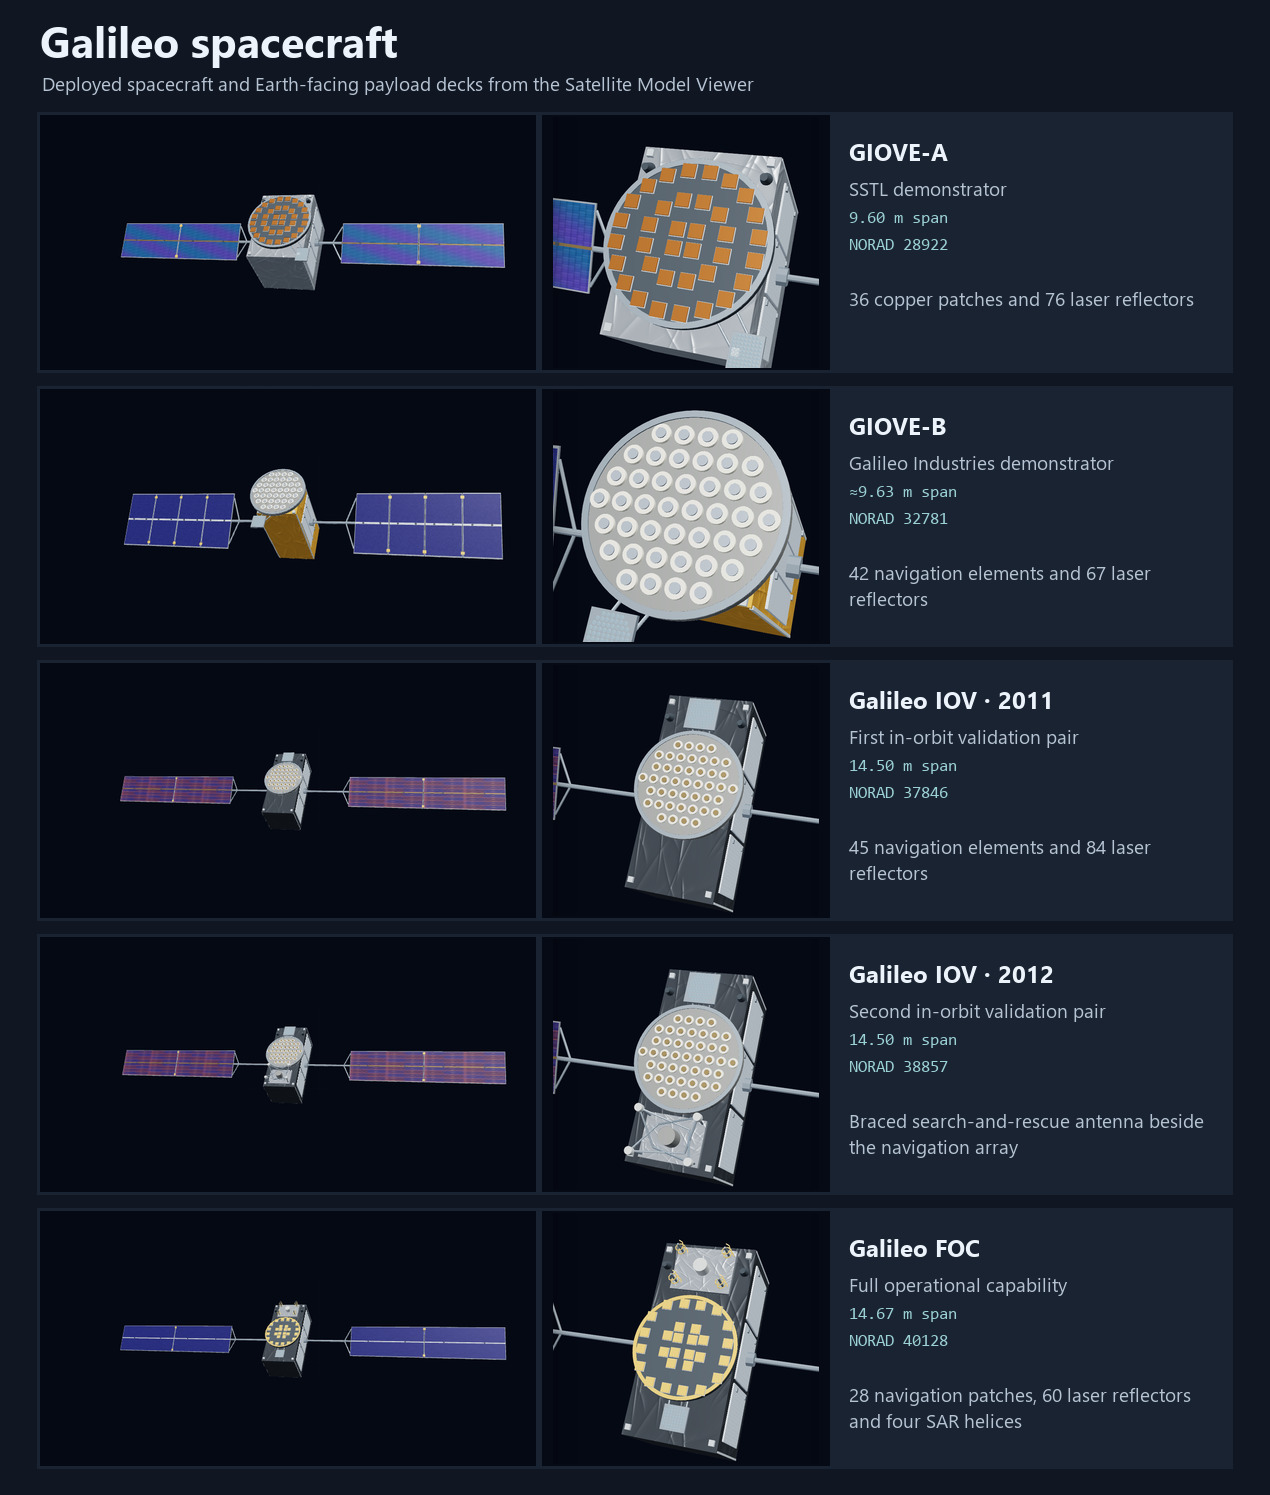 Galileo spacecraft
Deployed spacecraft and Earth-facing payload decks from the Satellite Model Viewer
GIOVE-A
SSTL demonstrator
9.60 m span
NORAD 28922
36 copper patches and 76 laser reflectors
GIOVE-B
Galileo Industries demonstrator
≈9.63 m span
NORAD 32781
42 navigation elements and 67 laser
reflectors
Galileo IOV · 2011
First in-orbit validation pair
14.50 m span
NORAD 37846
45 navigation elements and 84 laser
reflectors
Galileo IOV · 2012
Second in-orbit validation pair
14.50 m span
NORAD 38857
Braced search-and-rescue antenna beside
the navigation array
Galileo FOC
Full operational capability
14.67 m span
NORAD 40128
28 navigation patches, 60 laser reflectors
and four SAR helices